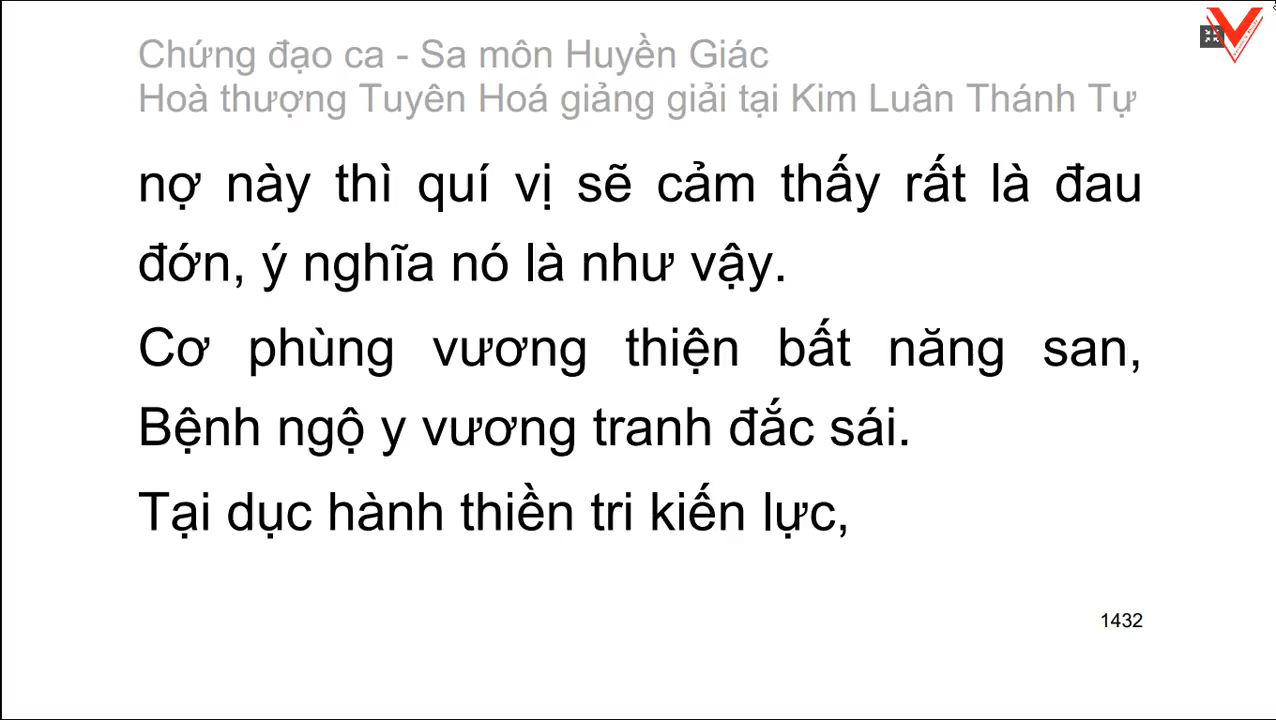 Chứng đạo ca - Sa môn Huyền Giác
Hoà thượng Tuyên Hoá giảng giải tại Kim Luân Thánh Tự
nợ này thì quí vị sẽ cảm thấy rất là đau
đớn, ý nghĩa nó là như vậy.
Cơ phùng vương thiện bất năng san,
Bệnh ngộ y vương tranh đắc sái.
Tại dục hành thiền tri kiến lực,
1432